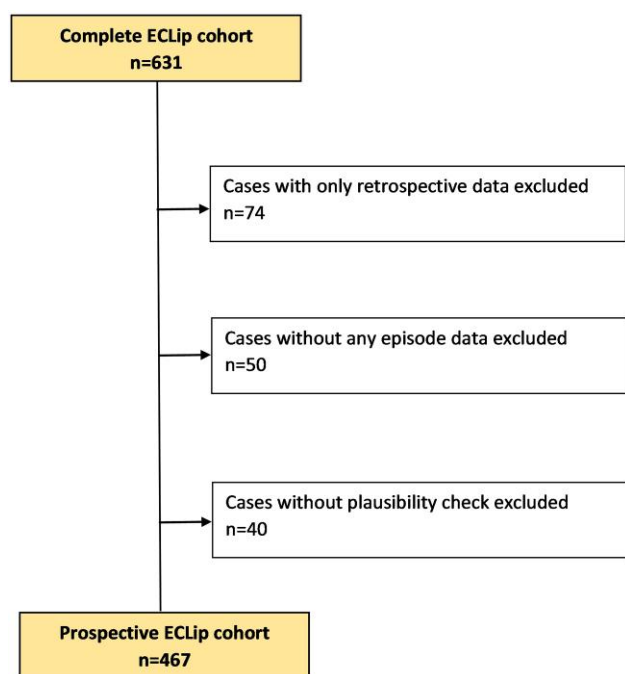 Complete ECLip cohort
n=631
Cases with only retrospective data excluded
n=74
Cases without any episode data excluded
n=50
Cases without plausibility check excluded
n=40
Prospective ECLip cohort
n=467